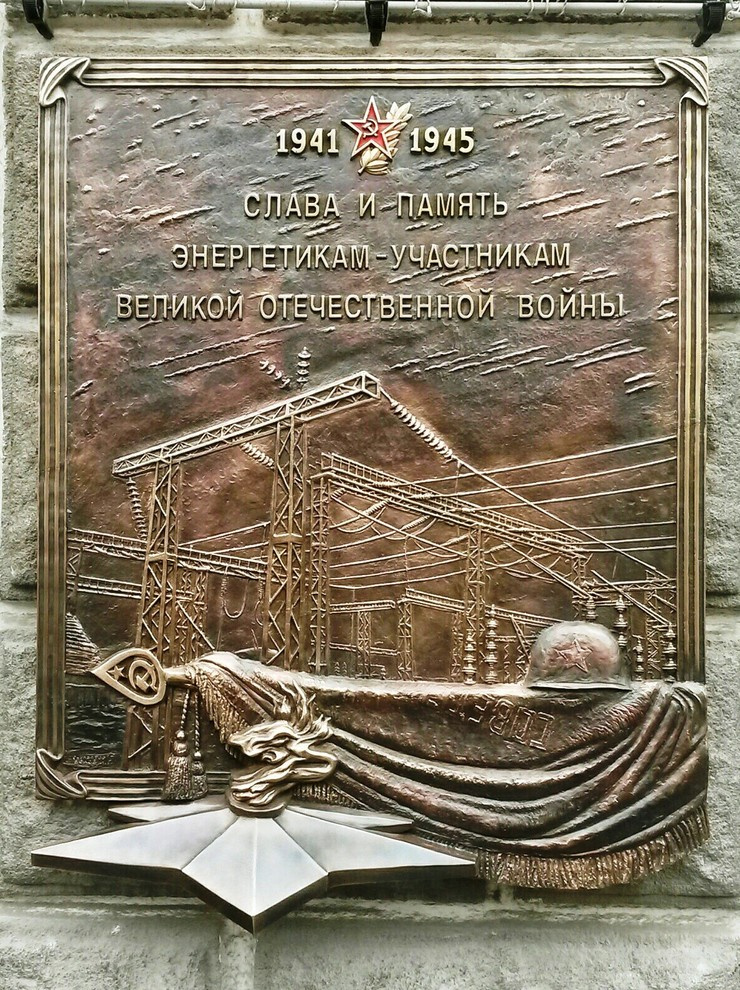 1941 1945
СЛАВА И ПАМЯТЬ
ЭНЕРГЕТИКАМ-УЧАСТНИКАМ
ВЕЛИКОЙ ОТЕЧЕСТВЕННОЙ ВОЙНЫ